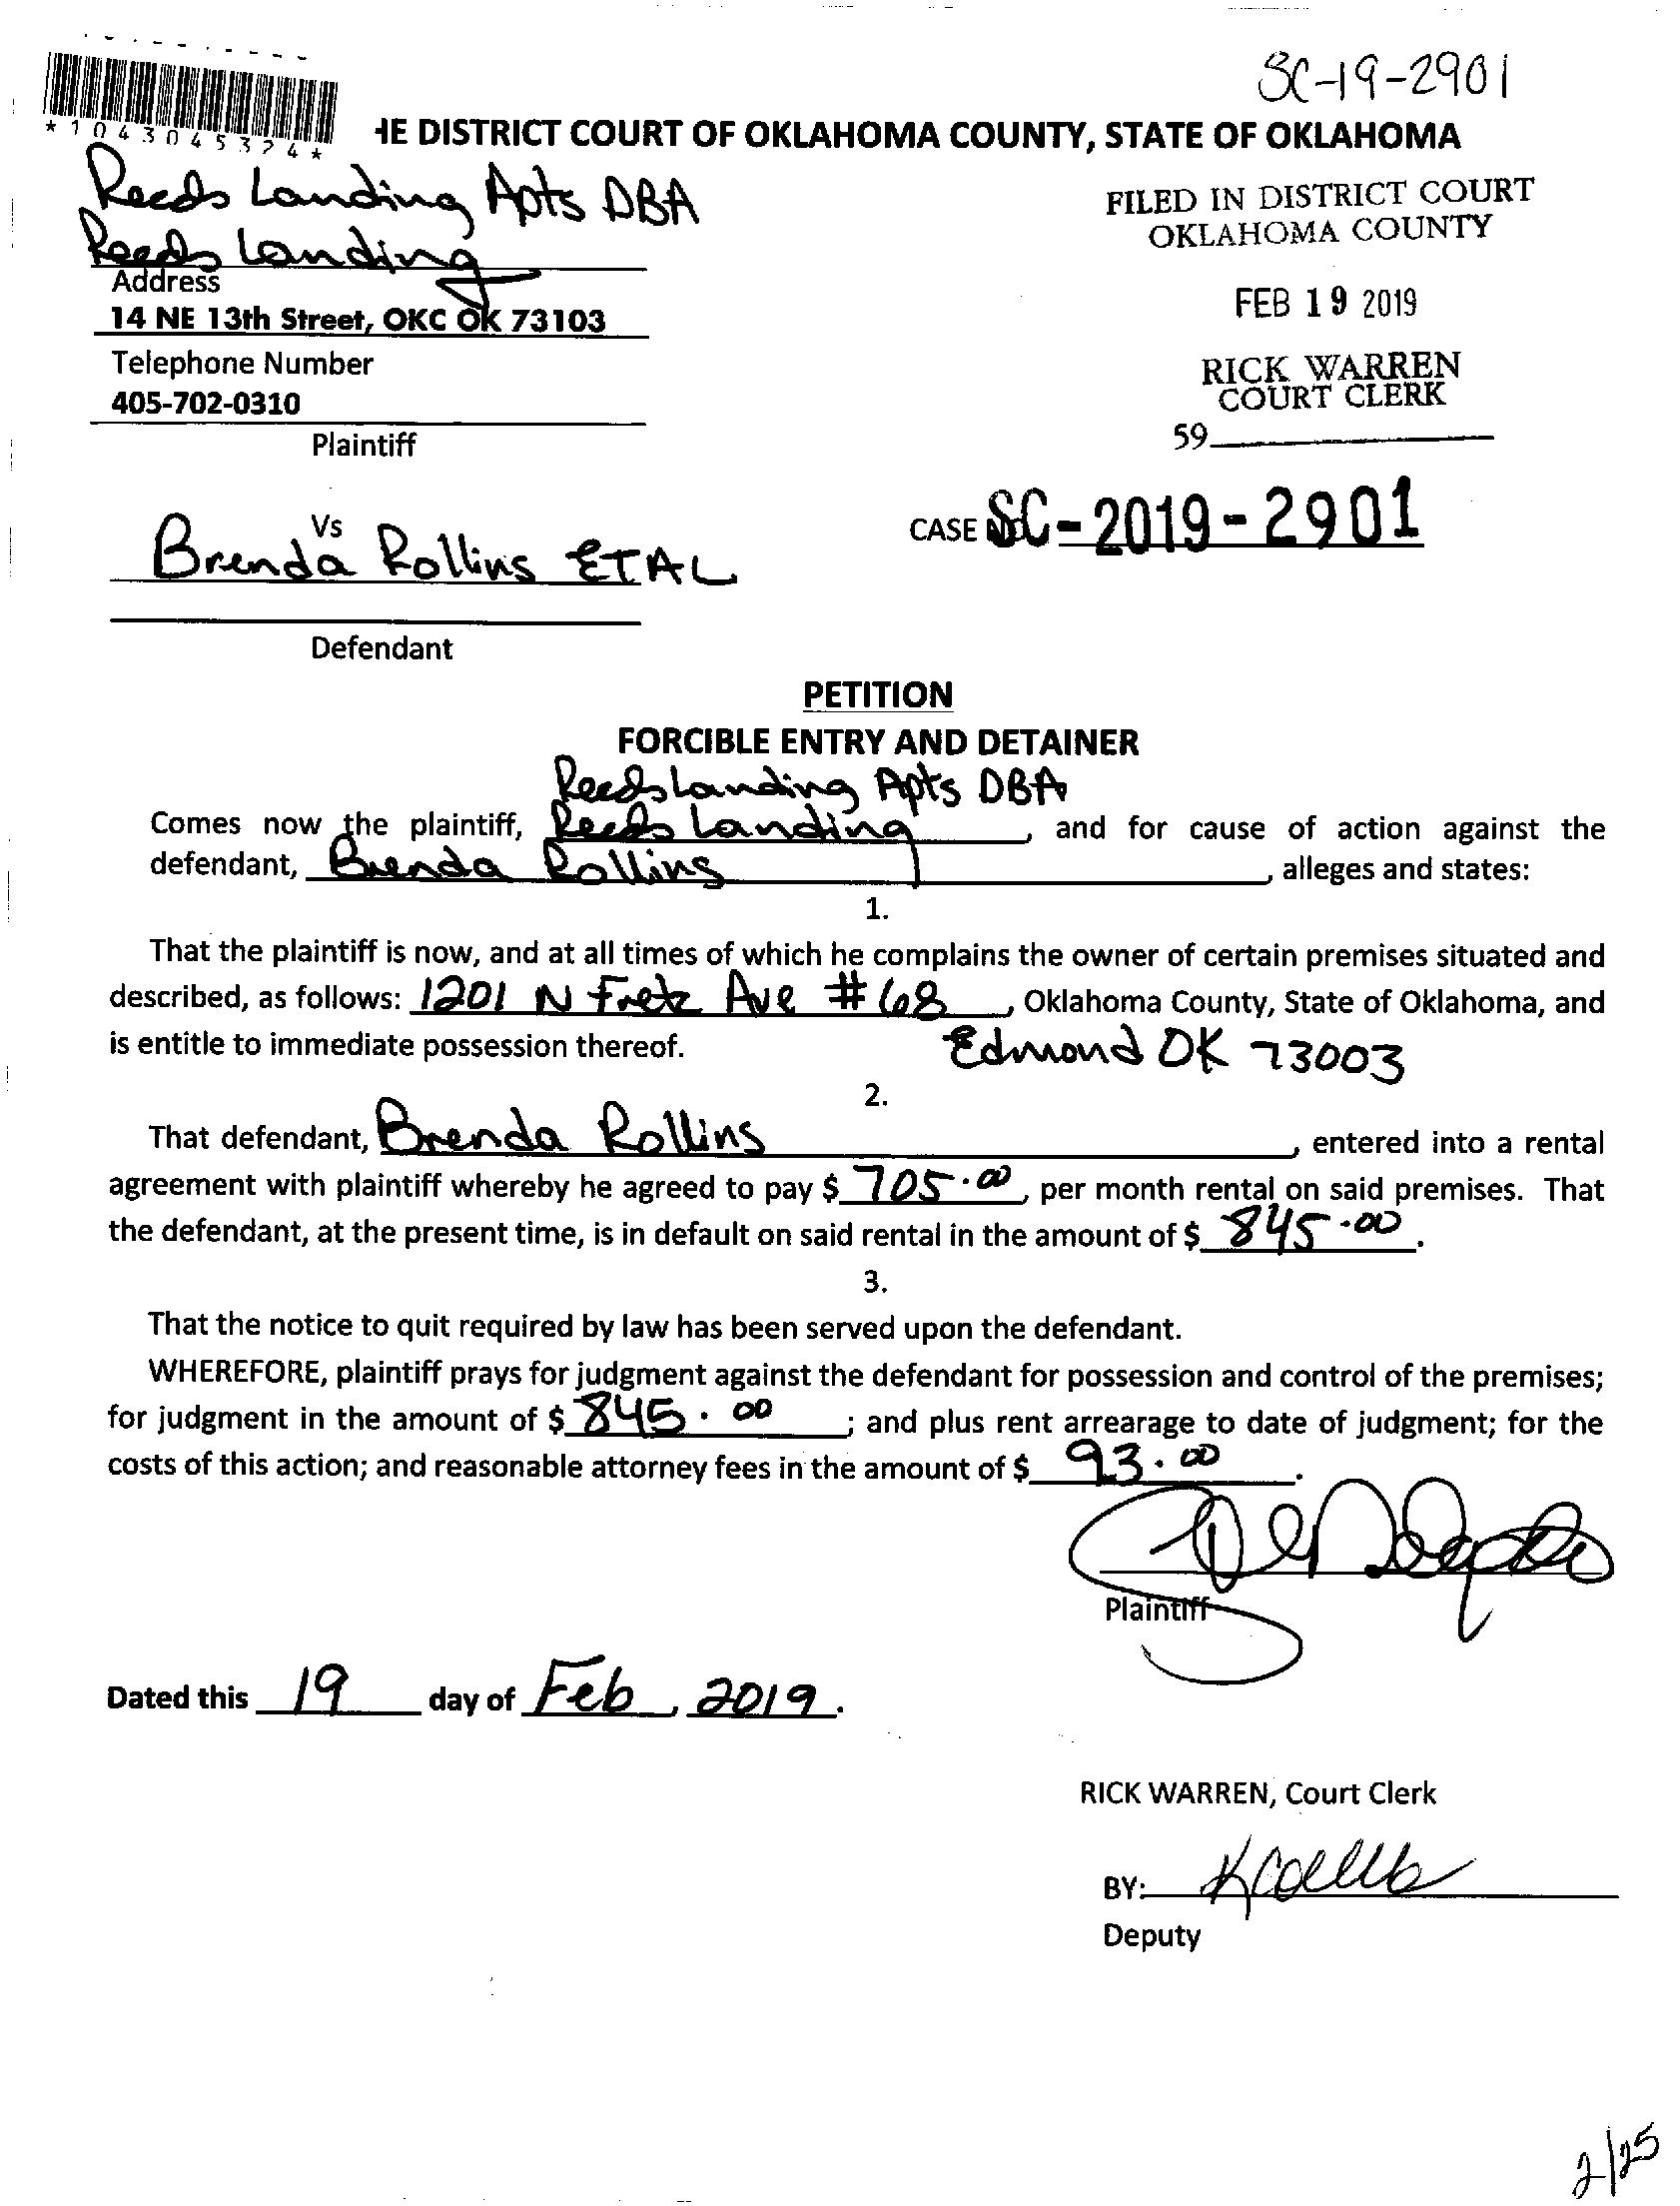 SC-19-2901
*1043045324*
HE DISTRICT COURT OF OKLAHOMA COUNTY, STATE OF OKLAHOMA
Reeds Landing Apts DBA
Reeds Landing
FILED IN DISTRICT COURT
OKLAHOMA COUNTY
Address
14 NE 13th Street, OKC OK 73103
FEB 19 2019
Telephone Number
405-702-0310
RICK WARREN
COURT CLERK
Plaintiff
59
Vs
Brenda Rollins ETAL
CASE NO. SC-2019-2901
Defendant
PETITION
FORCIBLE ENTRY AND DETAINER
Reeds Landing Apts DBA
Comes now the plaintiff, Reeds Landing, and for cause of action against the
defendant, Brenda Rollins, alleges and states:
1.
That the plaintiff is now, and at all times of which he complains the owner of certain premises situated and
described, as follows: 1201 N Fretz Ave #68, Oklahoma County, State of Oklahoma, and
is entitle to immediate possession thereof. Edmond OK 73003
2.
That defendant, Brenda Rollins, entered into a rental
agreement with plaintiff whereby he agreed to pay $ 705.00, per month rental on said premises. That
the defendant, at the present time, is in default on said rental in the amount of $ 845.00.
3.
That the notice to quit required by law has been served upon the defendant.
WHEREFORE, plaintiff prays for judgment against the defendant for possession and control of the premises;
for judgment in the amount of $ 845.00; and plus rent arrearage to date of judgment; for the
costs of this action; and reasonable attorney fees in the amount of $ 93.00.
Plaintiff
Dated this 19 day of Feb, 2019.
RICK WARREN, Court Clerk
BY:
Deputy
2/25